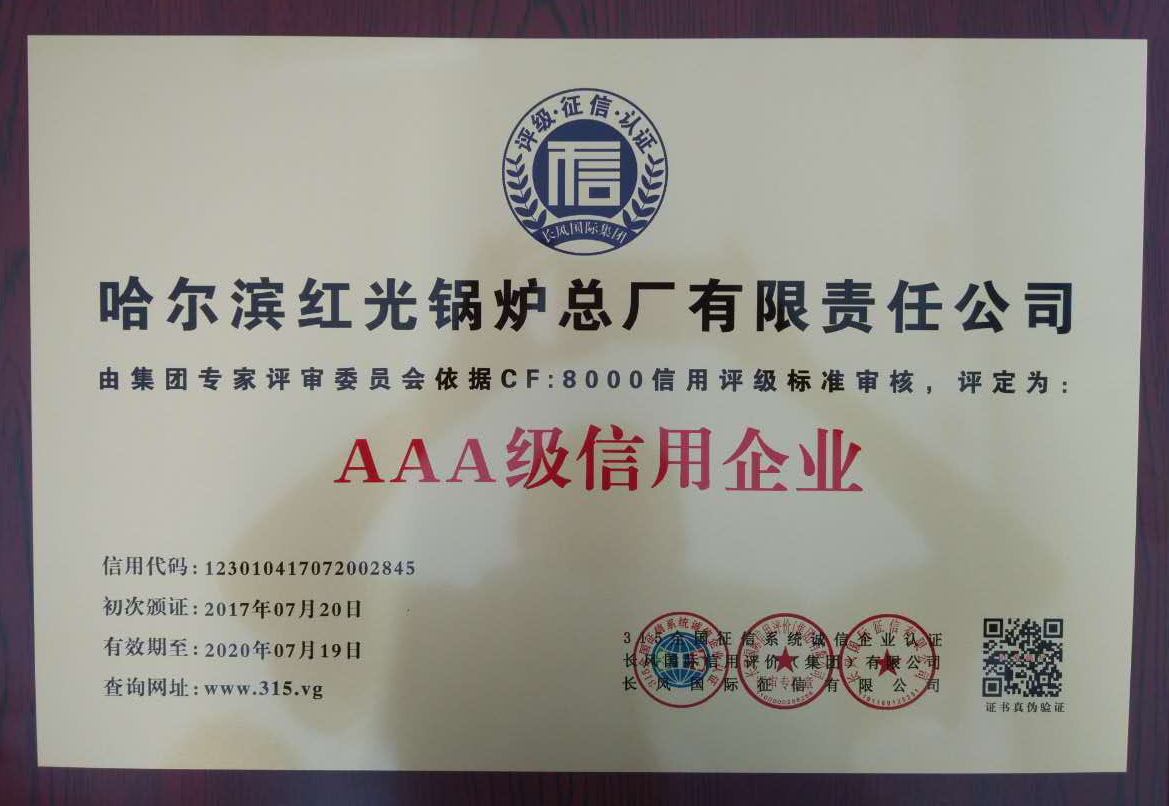 评级·征信·认证
信
长风国际集团
哈尔滨红光锅炉总厂有限责任公司
由集团专家评审委员会依据CF:8000信用评级标准审核，评定为：
AAA级信用企业
信用代码：123010417072002845
初次颁证：2017年07月20日
有效期至：2020年07月19日
查询网址：www.315.vg
315全国征信系统诚信企业认证
长风国际信用评价（集团）有限公司
长风国际征信有限公司
证书真伪验证